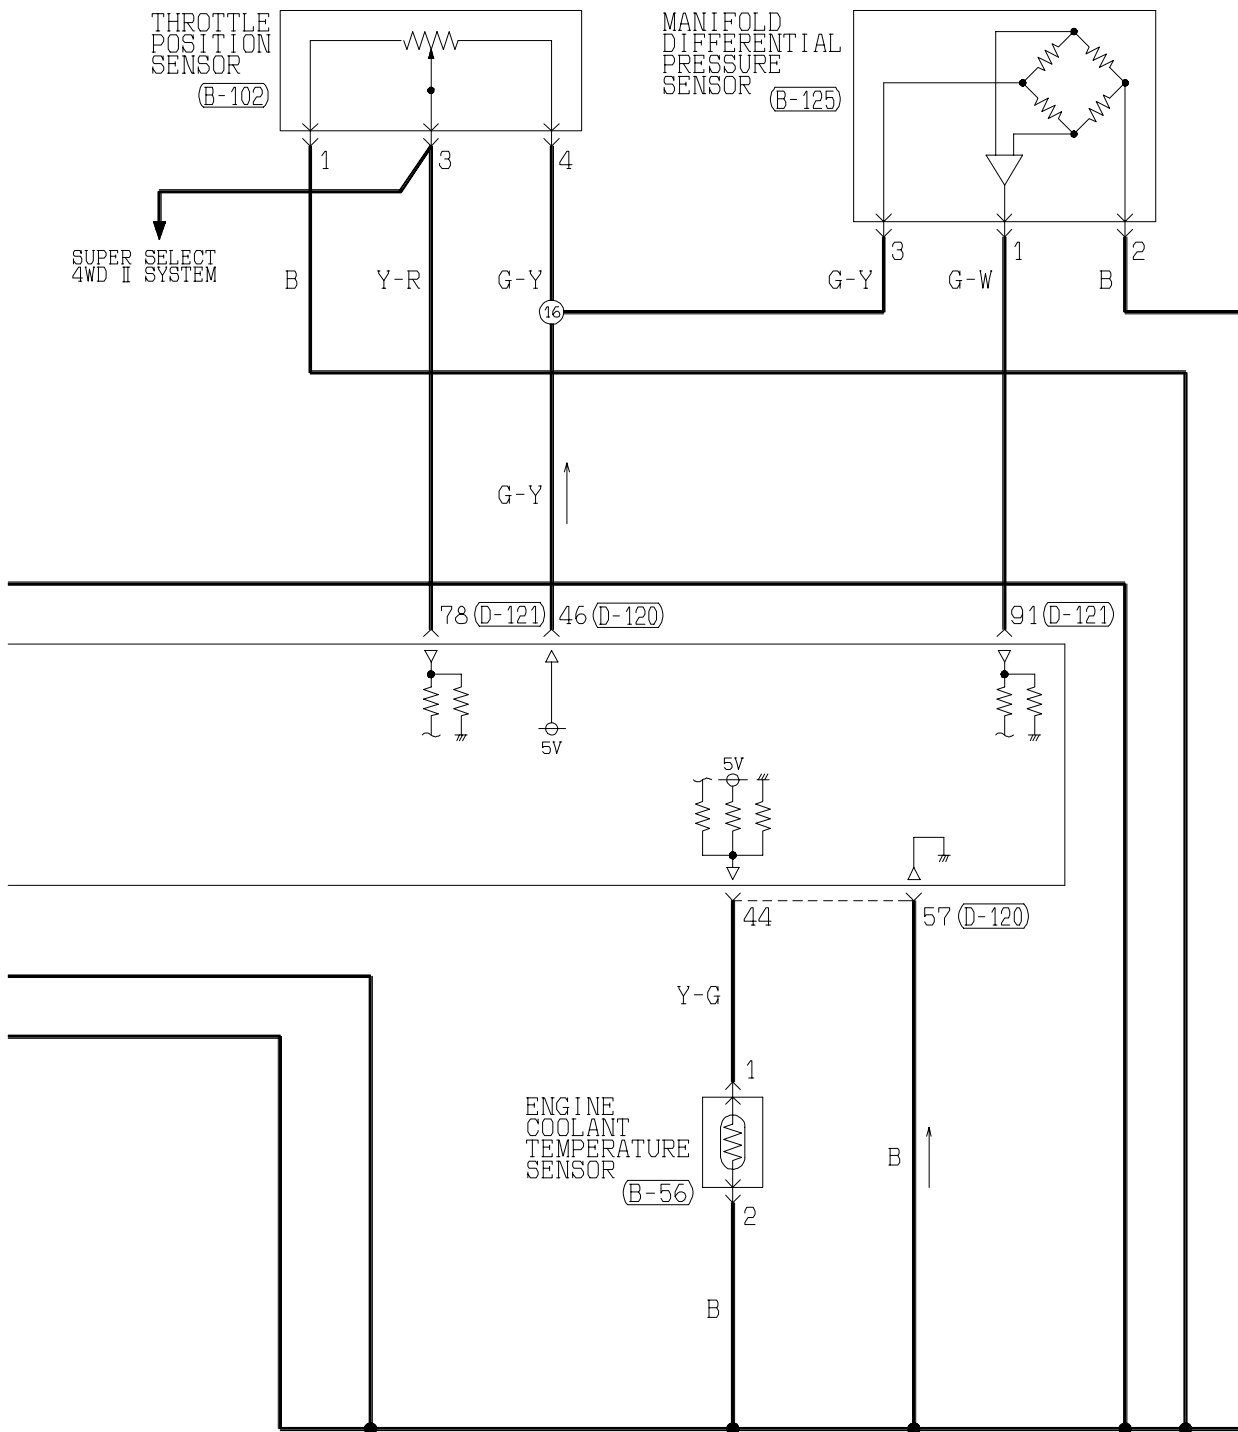 THROTTLE
POSITION
SENSOR
B-102
MANIFOLD
DIFFERENTIAL
PRESSURE
SENSOR
B-125
1
3
4
3
1
2
SUPER SELECT
4WD Ⅱ SYSTEM
B
Y-R
G-Y
G-Y
G-W
B
16
G-Y
78 D-121
46 D-120
91 D-121
5V
5V
44
57 D-120
Y-G
1
ENGINE
COOLANT
TEMPERATURE
SENSOR
B-56
B
2
B